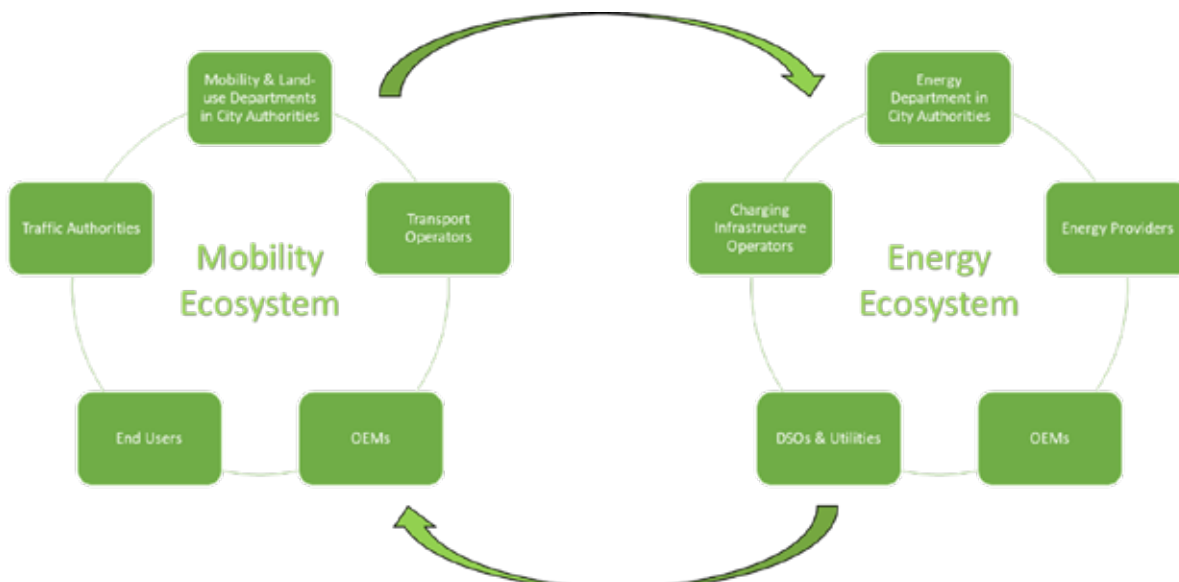 Mobility & Land-
use Departments
in City Authorities
Traffic Authorities
Transport
Operators
Mobility
Ecosystem
End Users
OEMs
Energy
Department in
City Authorities
Charging
Infrastructure
Operators
Energy Providers
Energy
Ecosystem
DSOs & Utilities
OEMs